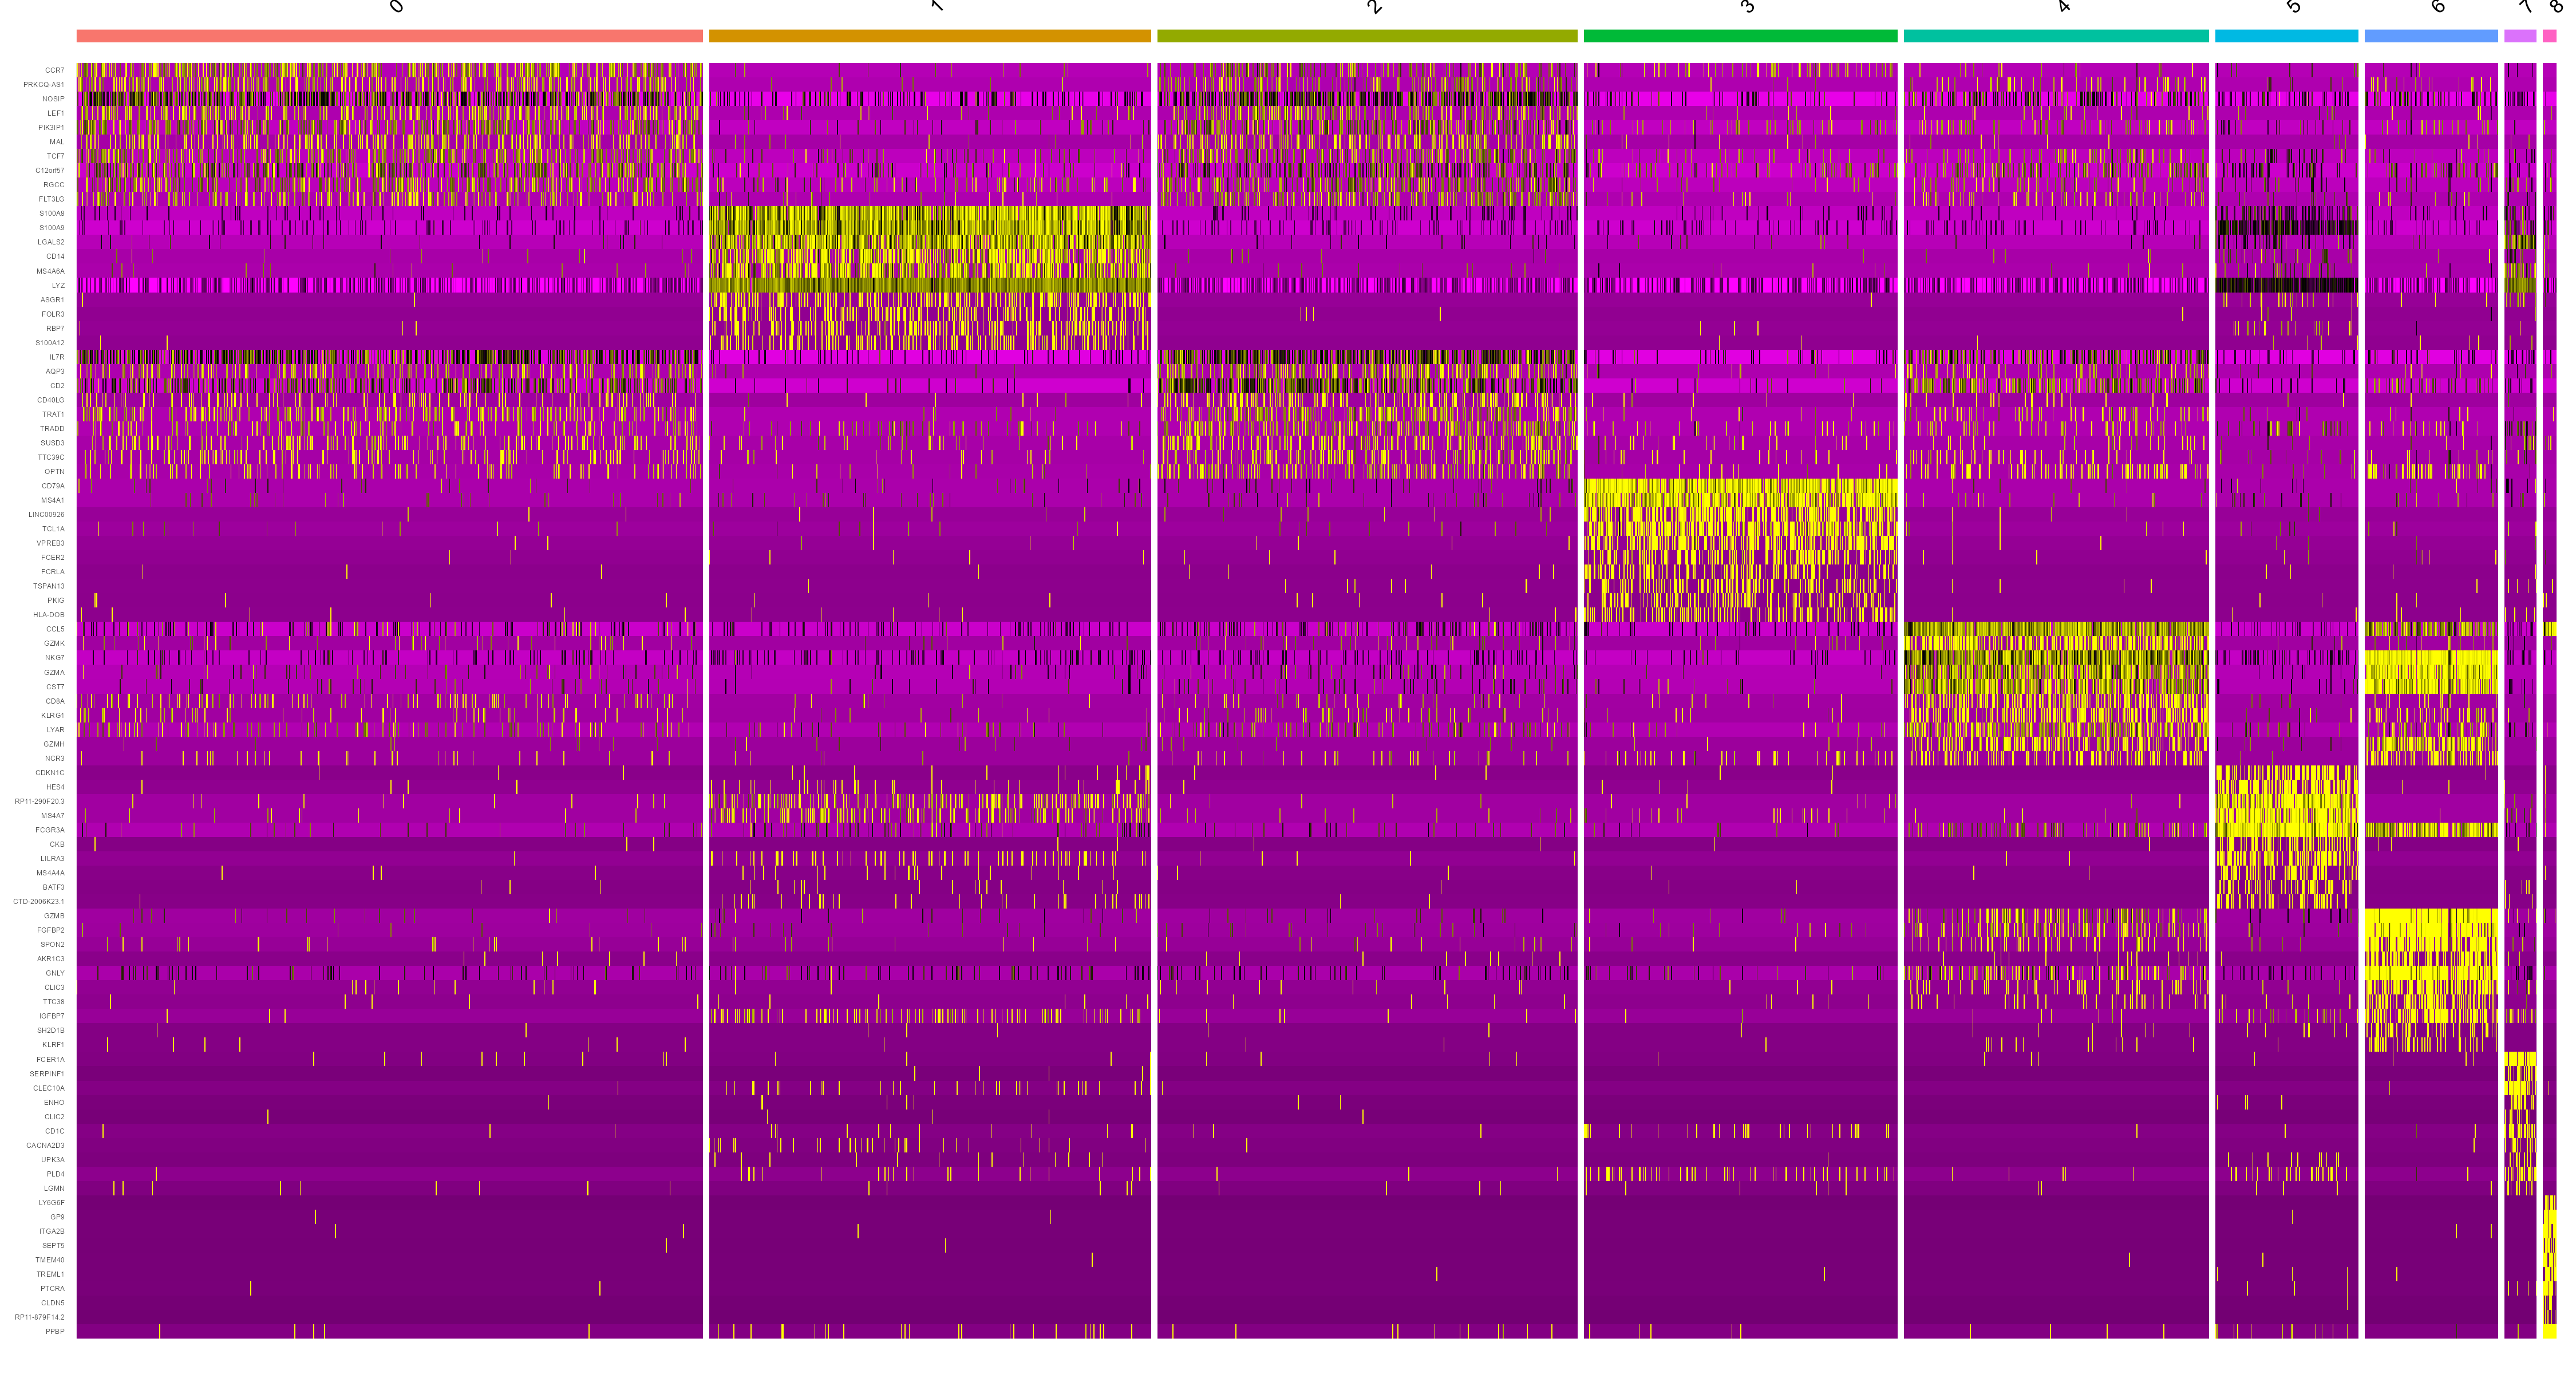 0 1 2 3 4 5 6 7 8
CCR7
PRKCQ-AS1
NOSIP
LEF1
PIK3IP1
MAL
TCF7
C12orf57
RGCC
FLT3LG
S100A8
S100A9
LGALS2
CD14
MS4A6A
LYZ
ASGR1
FOLR3
RBP7
S100A12
IL7R
AQP3
CD2
CD40LG
TRAT1
TRADD
SUSD3
TTC39C
OPTN
CD79A
MS4A1
LINC00926
TCL1A
VPREB3
FCER2
FCRLA
TSPAN13
PKIG
HLA-DOB
CCL5
GZMK
NKG7
GZMA
CST7
CD8A
KLRG1
LYAR
GZMH
NCR3
CDKN1C
HES4
RP11-290F20.3
MS4A7
FCGR3A
CKB
LILRA3
MS4A4A
BATF3
CTD-2006K23.1
GZMB
FGFBP2
SPON2
AKR1C3
GNLY
CLIC3
TTC38
IGFBP7
SH2D1B
KLRF1
FCER1A
SERPINF1
CLEC10A
ENHO
CLIC2
CD1C
CACNA2D3
UPK3A
PLD4
LGMN
LY6G6F
GP9
ITGA2B
SEPT5
TMEM40
TREML1
PTCRA
CLDN5
RP11-879F14.2
PPBP